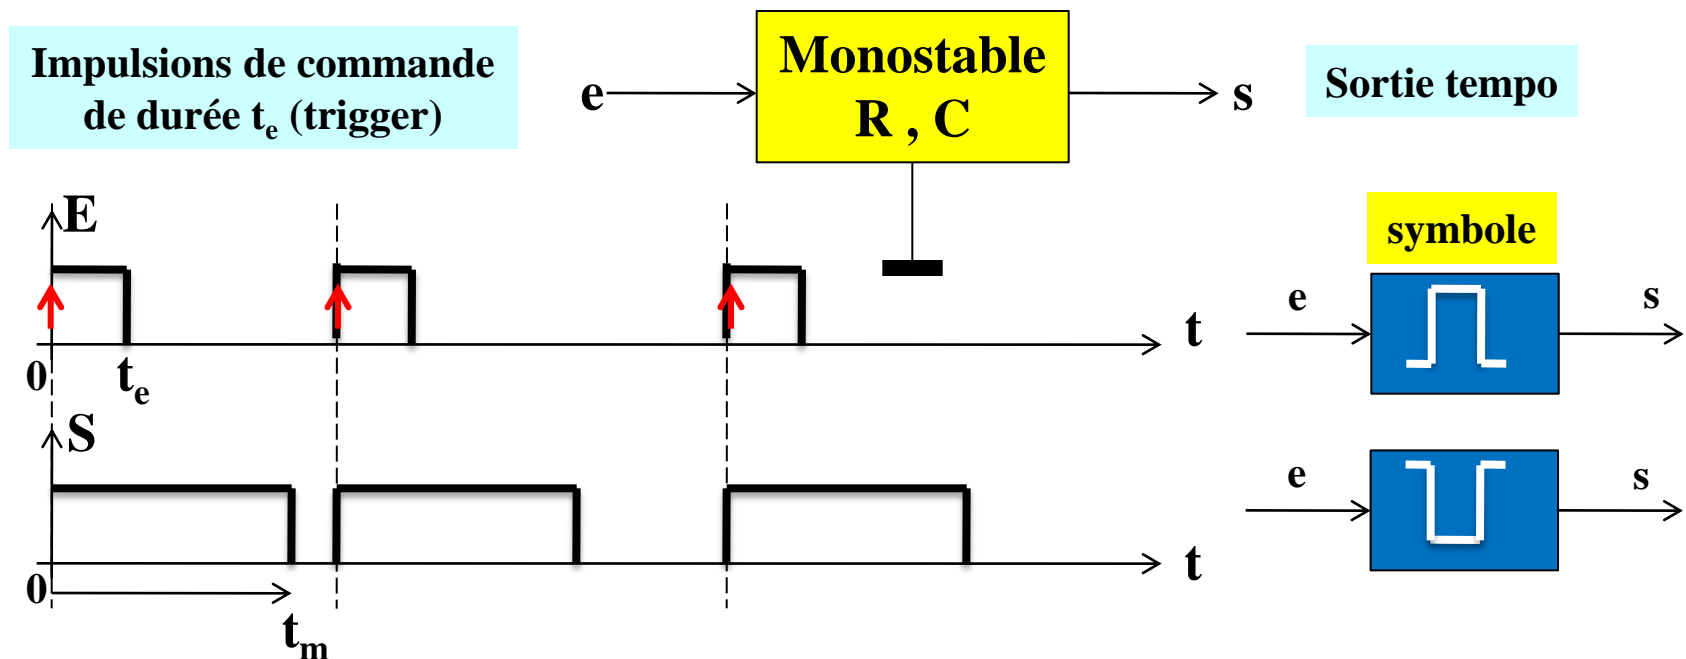 Impulsions de commande
de durée te (trigger)
e
Monostable
R , C
s
Sortie tempo
E
t
0
te
symbole
e
s
S
t
0
tm
e
s